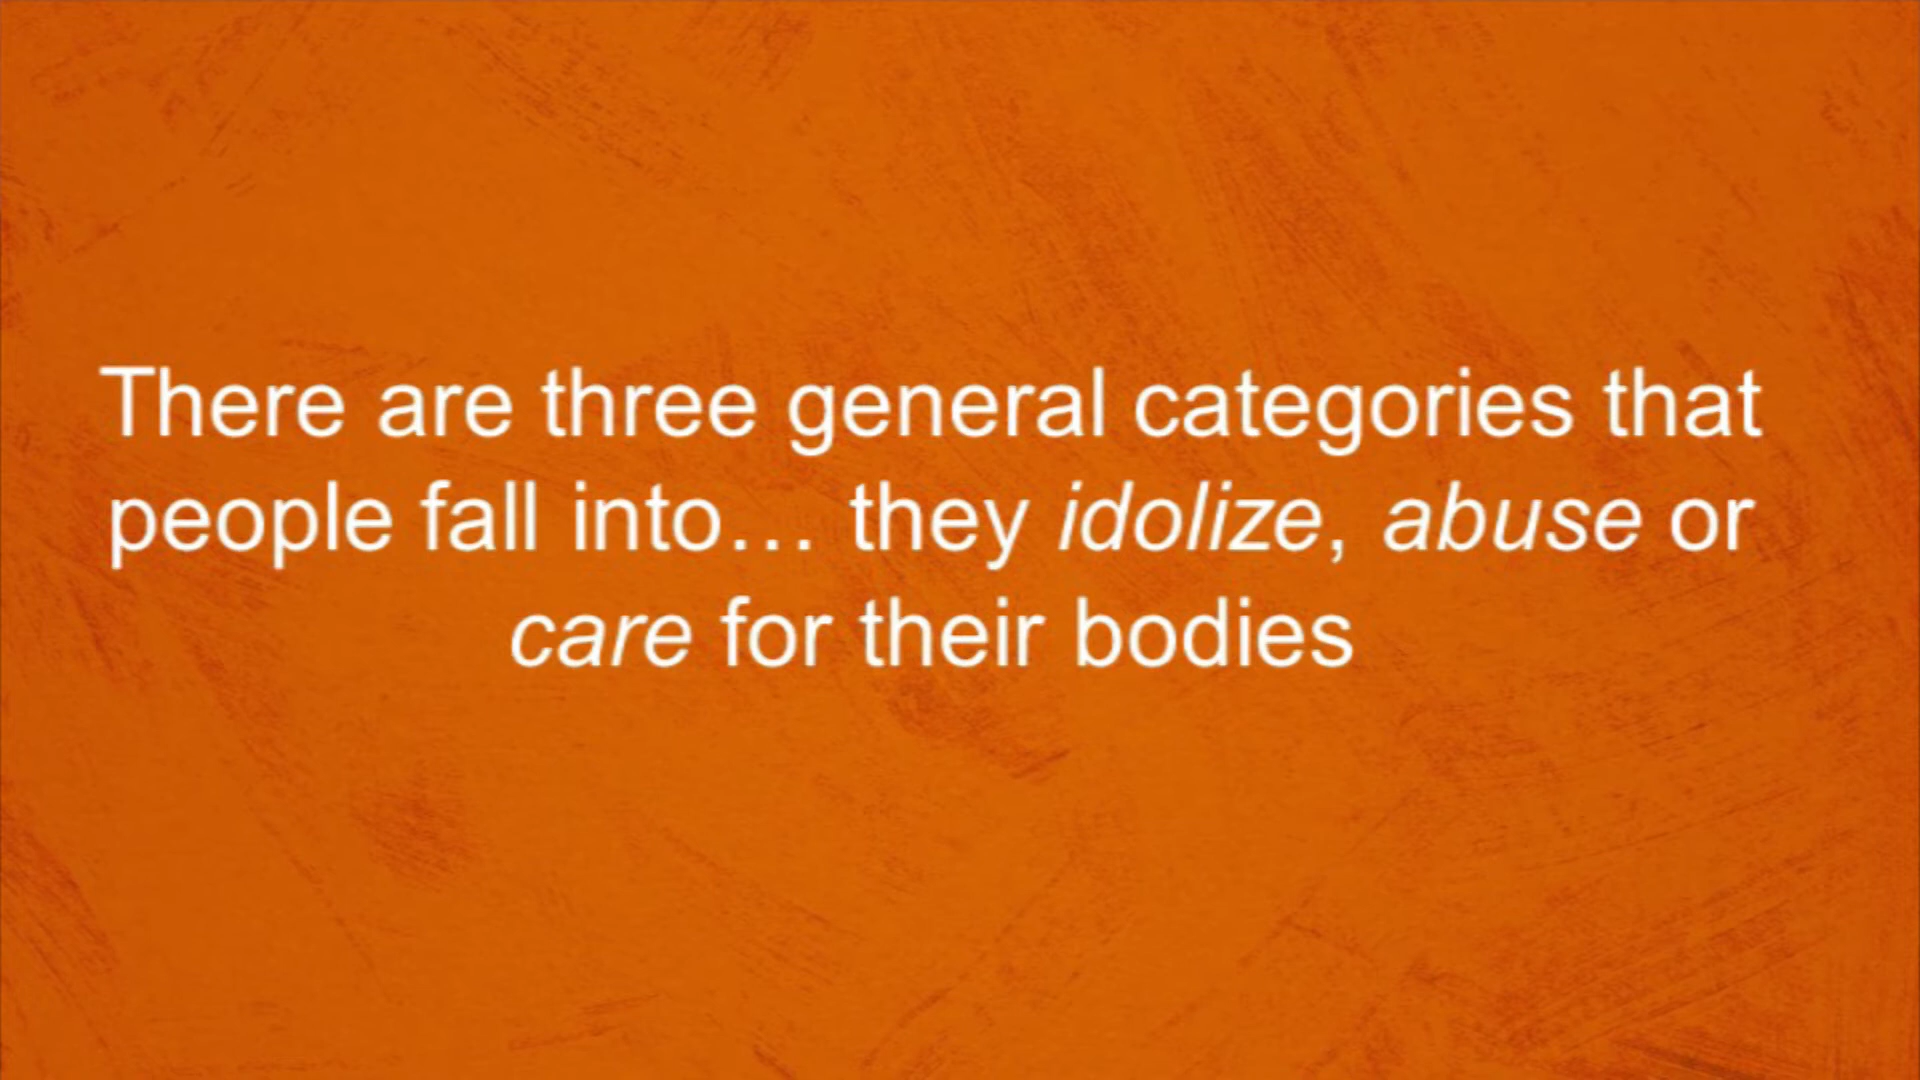 There are three general categories that
people fall into… they idolize, abuse or
care for their bodies